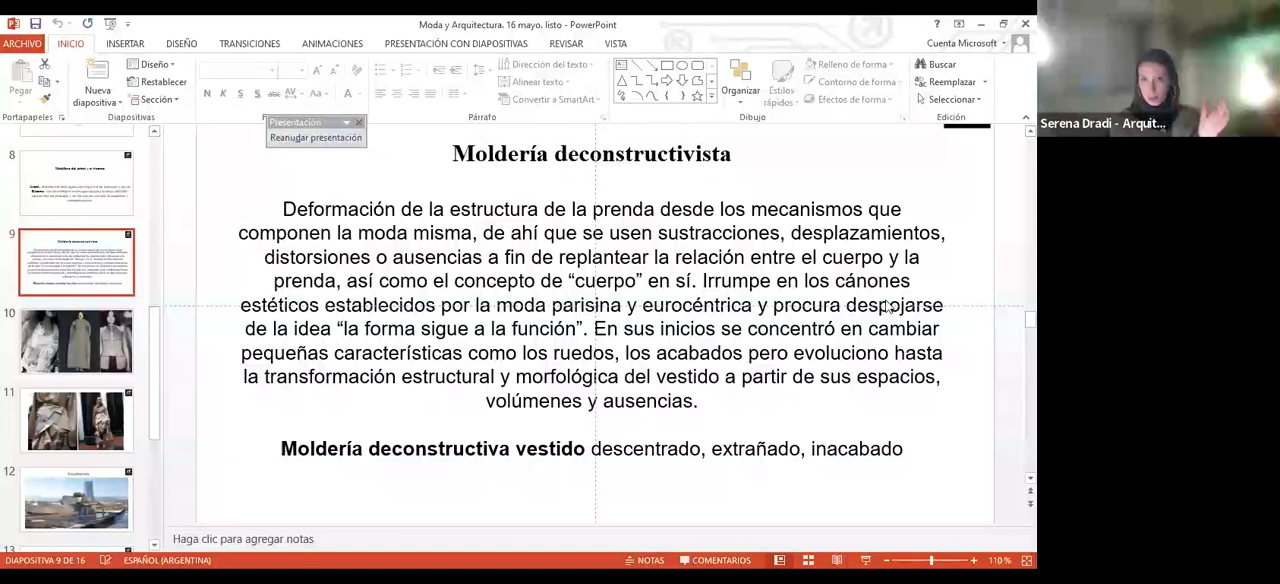 Moda y Arquitectura. 16 mayo. listo - PowerPoint
ARCHIVO INICIO INSERTAR DISEÑO TRANSICIONES ANIMACIONES PRESENTACIÓN CON DIAPOSITIVAS REVISAR VISTA
Cuenta Microsoft
Pegar
Nueva diapositiva
Diseño
Restablecer
Sección
N K S S abc AV Aa A
Dirección del texto
Alinear texto
Convertir a SmartArt
Organizar
Estilos rápidos
Relleno de forma
Contorno de forma
Efectos de forma
Buscar
Reemplazar
Seleccionar
Portapapeles
Diapositivas
Párrafo
Dibujo
Edición
Presentación
Reanudar presentación
Serena Dradi - Arquit...
8
9
10
11
12
13
Moldería deconstructivista
Deformación de la estructura de la prenda desde los mecanismos que
componen la moda misma, de ahí que se usen sustracciones, desplazamientos,
distorsiones o ausencias a fin de replantear la relación entre el cuerpo y la
prenda, así como el concepto de “cuerpo” en sí. Irrumpe en los cánones
estéticos establecidos por la moda parisina y eurocéntrica y procura despojarse
de la idea “la forma sigue a la función”. En sus inicios se concentró en cambiar
pequeñas características como los ruedos, los acabados pero evoluciono hasta
la transformación estructural y morfológica del vestido a partir de sus espacios,
volúmenes y ausencias.
Moldería deconstructiva vestido descentrado, extrañado, inacabado
Haga clic para agregar notas
DIAPOSITIVA 9 DE 16 ESPAÑOL (ARGENTINA) NOTAS COMENTARIOS 110 %